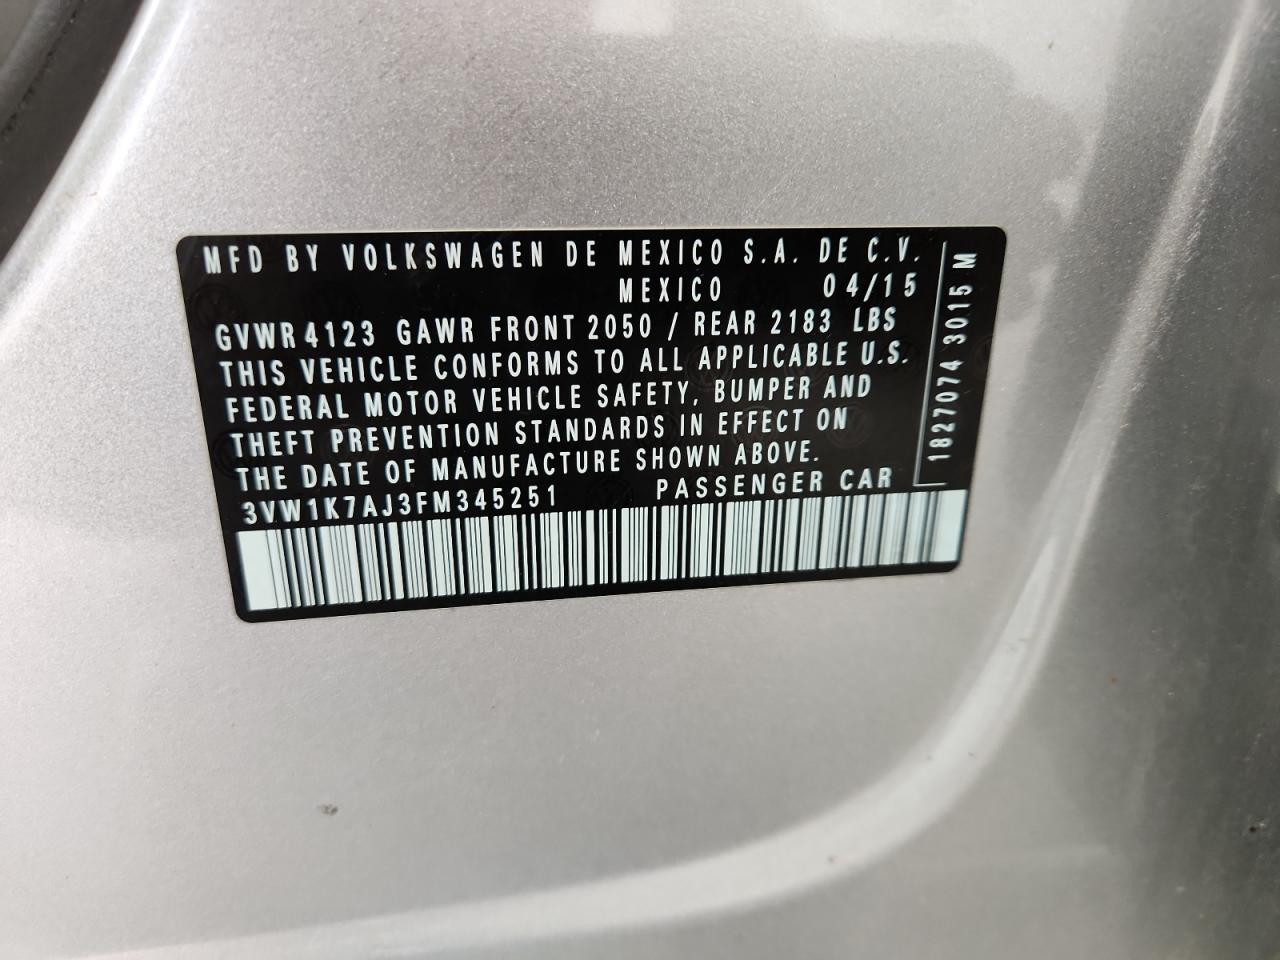 MFD BY VOLKSWAGEN DE MEXICO S.A. DE C.V.
MEXICO 04/15
GVWR 4123 GAWR FRONT 2050 / REAR 2183 LBS
THIS VEHICLE CONFORMS TO ALL APPLICABLE U.S.
FEDERAL MOTOR VEHICLE SAFETY, BUMPER AND
THEFT PREVENTION STANDARDS IN EFFECT ON
THE DATE OF MANUFACTURE SHOWN ABOVE.
3VW1K7AJ3FM345251 PASSENGER CAR
1827074 3015 M